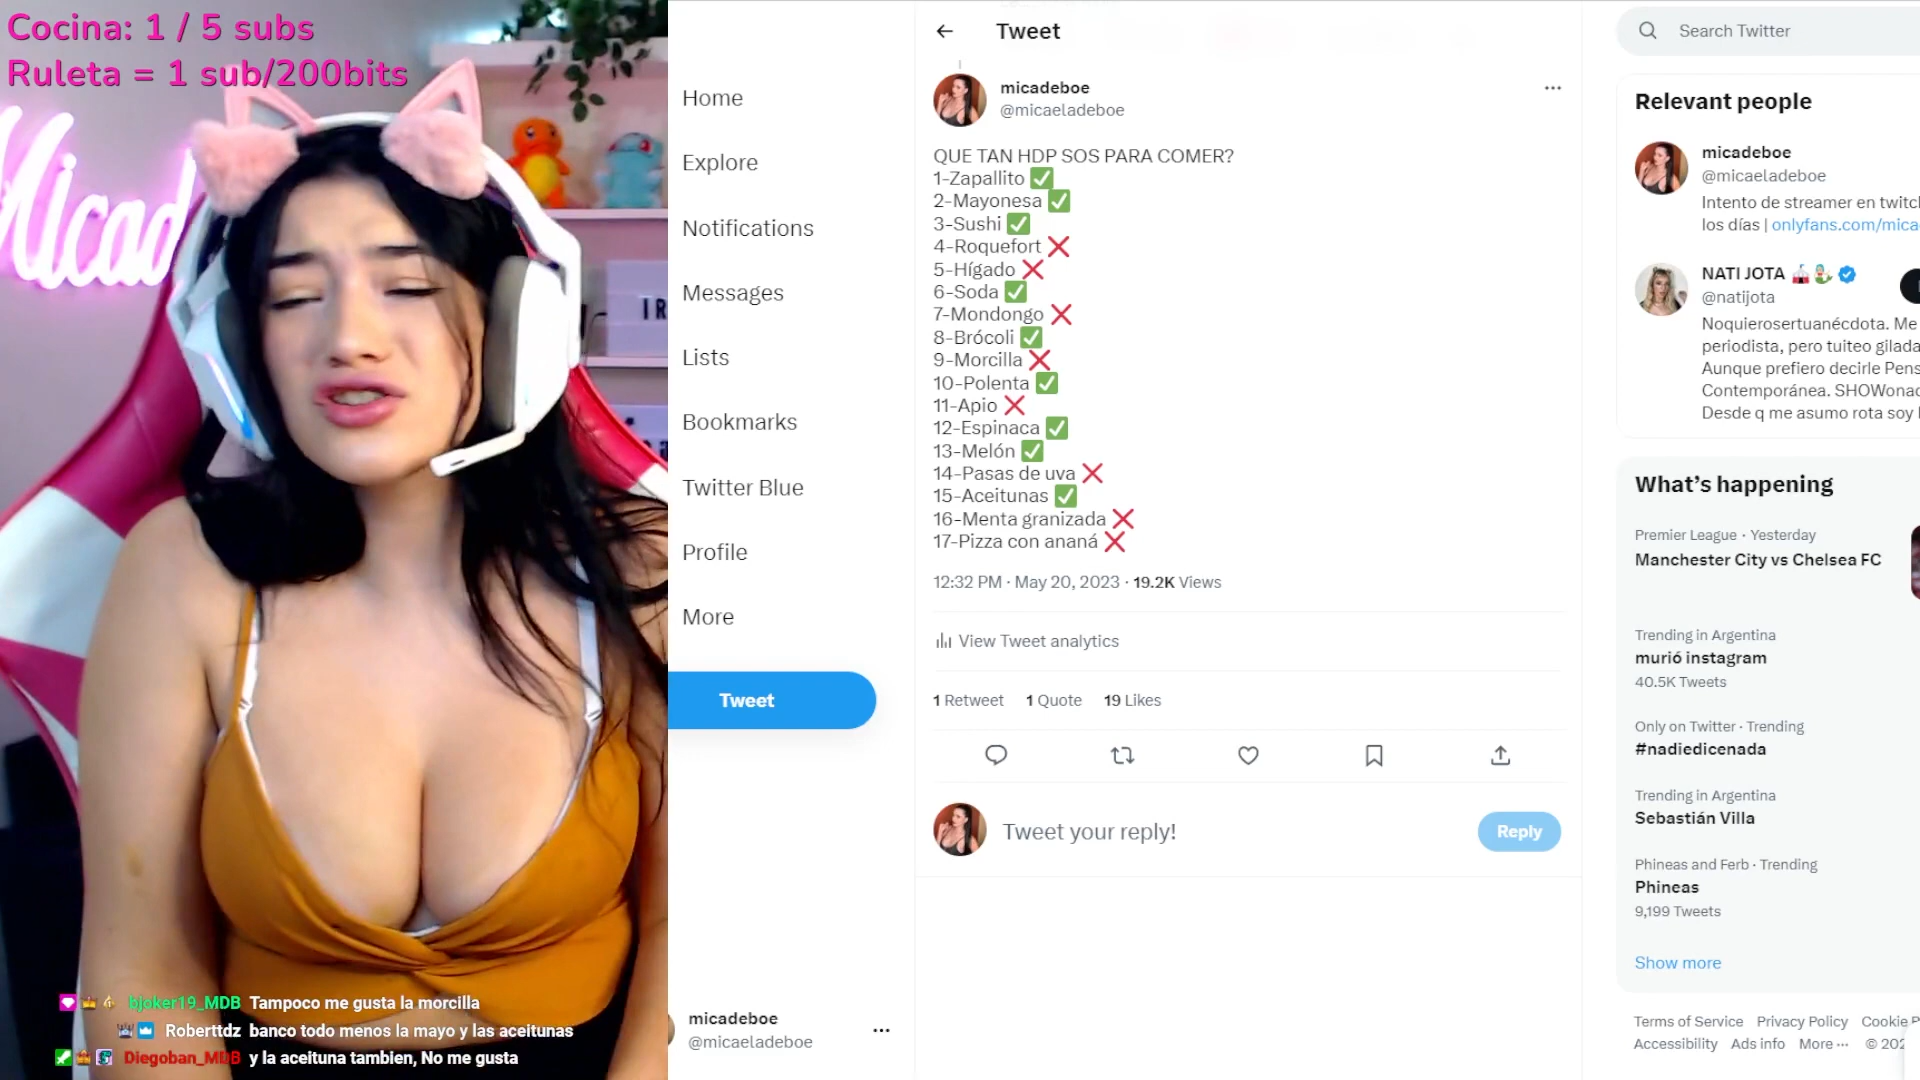 Cocina: 1 / 5 subs
Ruleta = 1 sub/200bits
Micad
Home
Explore
Notifications
Messages
Lists
Bookmarks
Twitter Blue
Profile
More
Tweet
micadeboe
@micaeladeboe
Tweet
micadeboe
@micaeladeboe
QUE TAN HDP SOS PARA COMER?
1-Zapallito ✅
2-Mayonesa ✅
3-Sushi ✅
4-Roquefort ❌
5-Hígado ❌
6-Soda ✅
7-Mondongo ❌
8-Brócoli ✅
9-Morcilla ❌
10-Polenta ✅
11-Apio ❌
12-Espinaca ✅
13-Melón ✅
14-Pasas de uva ❌
15-Aceitunas ✅
16-Menta granizada ❌
17-Pizza con ananá ❌
12:32 PM · May 20, 2023 · 19.2K Views
View Tweet analytics
1 Retweet 1 Quote 19 Likes
Tweet your reply!
Reply
Search Twitter
Relevant people
micadeboe
@micaeladeboe
Intento de streamer en twitch
los días | onlyfans.com/mica
NATI JOTA
@natijota
Noquierosertuanécdota. Me
periodista, pero tuiteo gilada
Aunque prefiero decirle Pens
Contemporánea. SHOWonac
Desde q me asumo rota soy
What’s happening
Premier League · Yesterday
Manchester City vs Chelsea FC
Trending in Argentina
murió instagram
40.5K Tweets
Only on Twitter · Trending
#nadiedicenada
Trending in Argentina
Sebastián Villa
Phineas and Ferb · Trending
Phineas
9,199 Tweets
Show more
Terms of Service Privacy Policy Cookie P
Accessibility Ads info More ··· © 202
bjoker19_MDB Tampoco me gusta la morcilla
Roberttdz banco todo menos la mayo y las aceitunas
Diegoban_MDB y la aceituna tambien, No me gusta